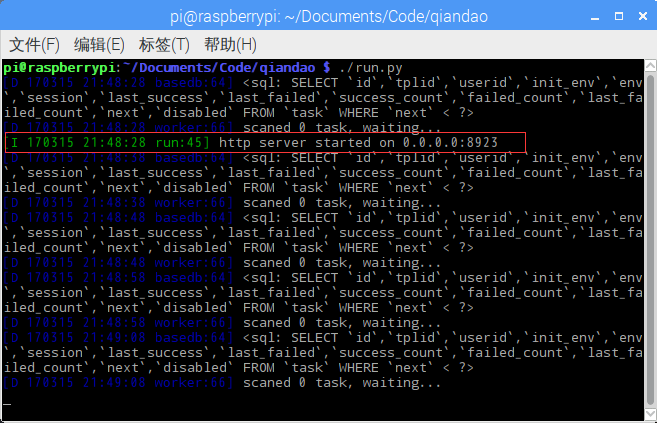 pi@raspberrypi: ~/Documents/Code/qiandao
文件(F) 编辑(E) 标签(T) 帮助(H)
pi@raspberrypi:~/Documents/Code/qiandao $ ./run.py
[D 170315 21:48:28 basedb:64] <sql: SELECT `id`,`tplid`,`userid`,`init_env`,`env
`,`session`,`last_success`,`last_failed`,`success_count`,`failed_count`,`last_fa
iled_count`,`next`,`disabled` FROM `task` WHERE `next` < ?>
[D 170315 21:48:28 worker:66] scaned 0 task, waiting...
[I 170315 21:48:28 run:45] http server started on 0.0.0.0:8923
[D 170315 21:48:38 basedb:64] <sql: SELECT `id`,`tplid`,`userid`,`init_env`,`env
`,`session`,`last_success`,`last_failed`,`success_count`,`failed_count`,`last_fa
iled_count`,`next`,`disabled` FROM `task` WHERE `next` < ?>
[D 170315 21:48:38 worker:66] scaned 0 task, waiting...
[D 170315 21:48:48 basedb:64] <sql: SELECT `id`,`tplid`,`userid`,`init_env`,`env
`,`session`,`last_success`,`last_failed`,`success_count`,`failed_count`,`last_fa
iled_count`,`next`,`disabled` FROM `task` WHERE `next` < ?>
[D 170315 21:48:48 worker:66] scaned 0 task, waiting...
[D 170315 21:48:58 basedb:64] <sql: SELECT `id`,`tplid`,`userid`,`init_env`,`env
`,`session`,`last_success`,`last_failed`,`success_count`,`failed_count`,`last_fa
iled_count`,`next`,`disabled` FROM `task` WHERE `next` < ?>
[D 170315 21:48:58 worker:66] scaned 0 task, waiting...
[D 170315 21:49:08 basedb:64] <sql: SELECT `id`,`tplid`,`userid`,`init_env`,`env
`,`session`,`last_success`,`last_failed`,`success_count`,`failed_count`,`last_fa
iled_count`,`next`,`disabled` FROM `task` WHERE `next` < ?>
[D 170315 21:49:08 worker:66] scaned 0 task, waiting...